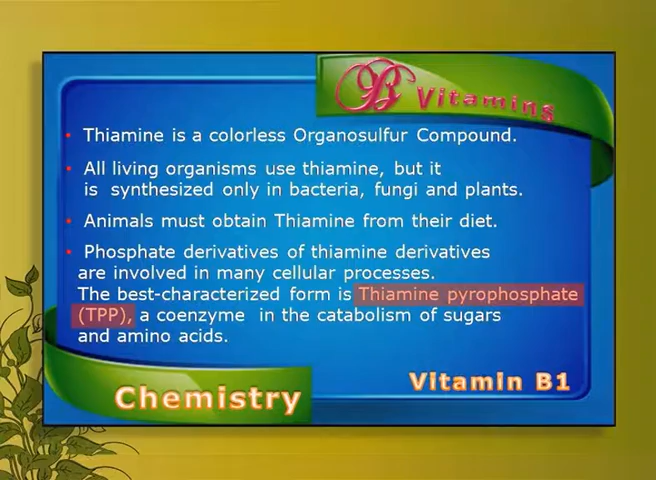 B Vitamins
• Thiamine is a colorless Organosulfur Compound.
• All living organisms use thiamine, but it
is synthesized only in bacteria, fungi and plants.
• Animals must obtain Thiamine from their diet.
• Phosphate derivatives of thiamine derivatives
are involved in many cellular processes.
The best-characterized form is Thiamine pyrophosphate
(TPP), a coenzyme in the catabolism of sugars
and amino acids.
Vitamin B1
Chemistry